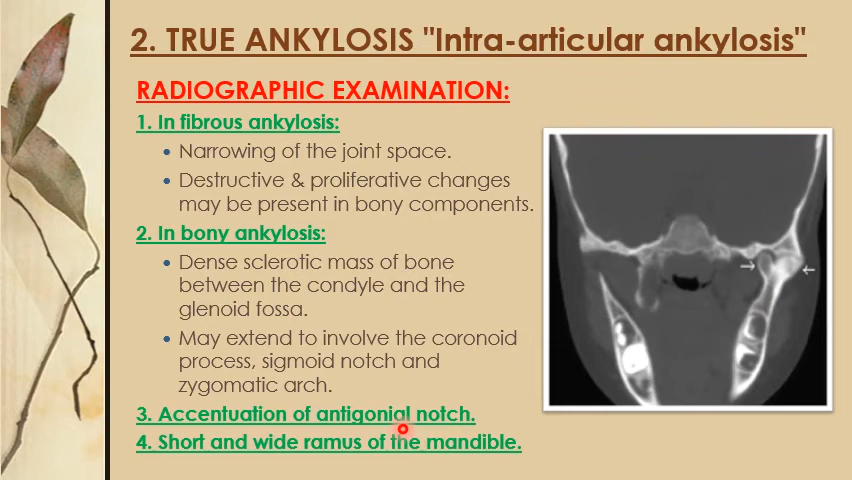 2. TRUE ANKYLOSIS "Intra-articular ankylosis"
RADIOGRAPHIC EXAMINATION:
1. In fibrous ankylosis:
• Narrowing of the joint space.
• Destructive & proliferative changes
may be present in bony components.
2. In bony ankylosis:
• Dense sclerotic mass of bone
between the condyle and the
glenoid fossa.
• May extend to involve the coronoid
process, sigmoid notch and
zygomatic arch.
3. Accentuation of antigonial notch.
4. Short and wide ramus of the mandible.